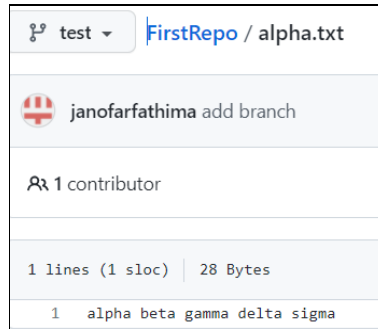 test FirstRepo / alpha.txt
janofarfathima add branch
1 contributor
1 lines (1 sloc) 28 Bytes
1 alpha beta gamma delta sigma